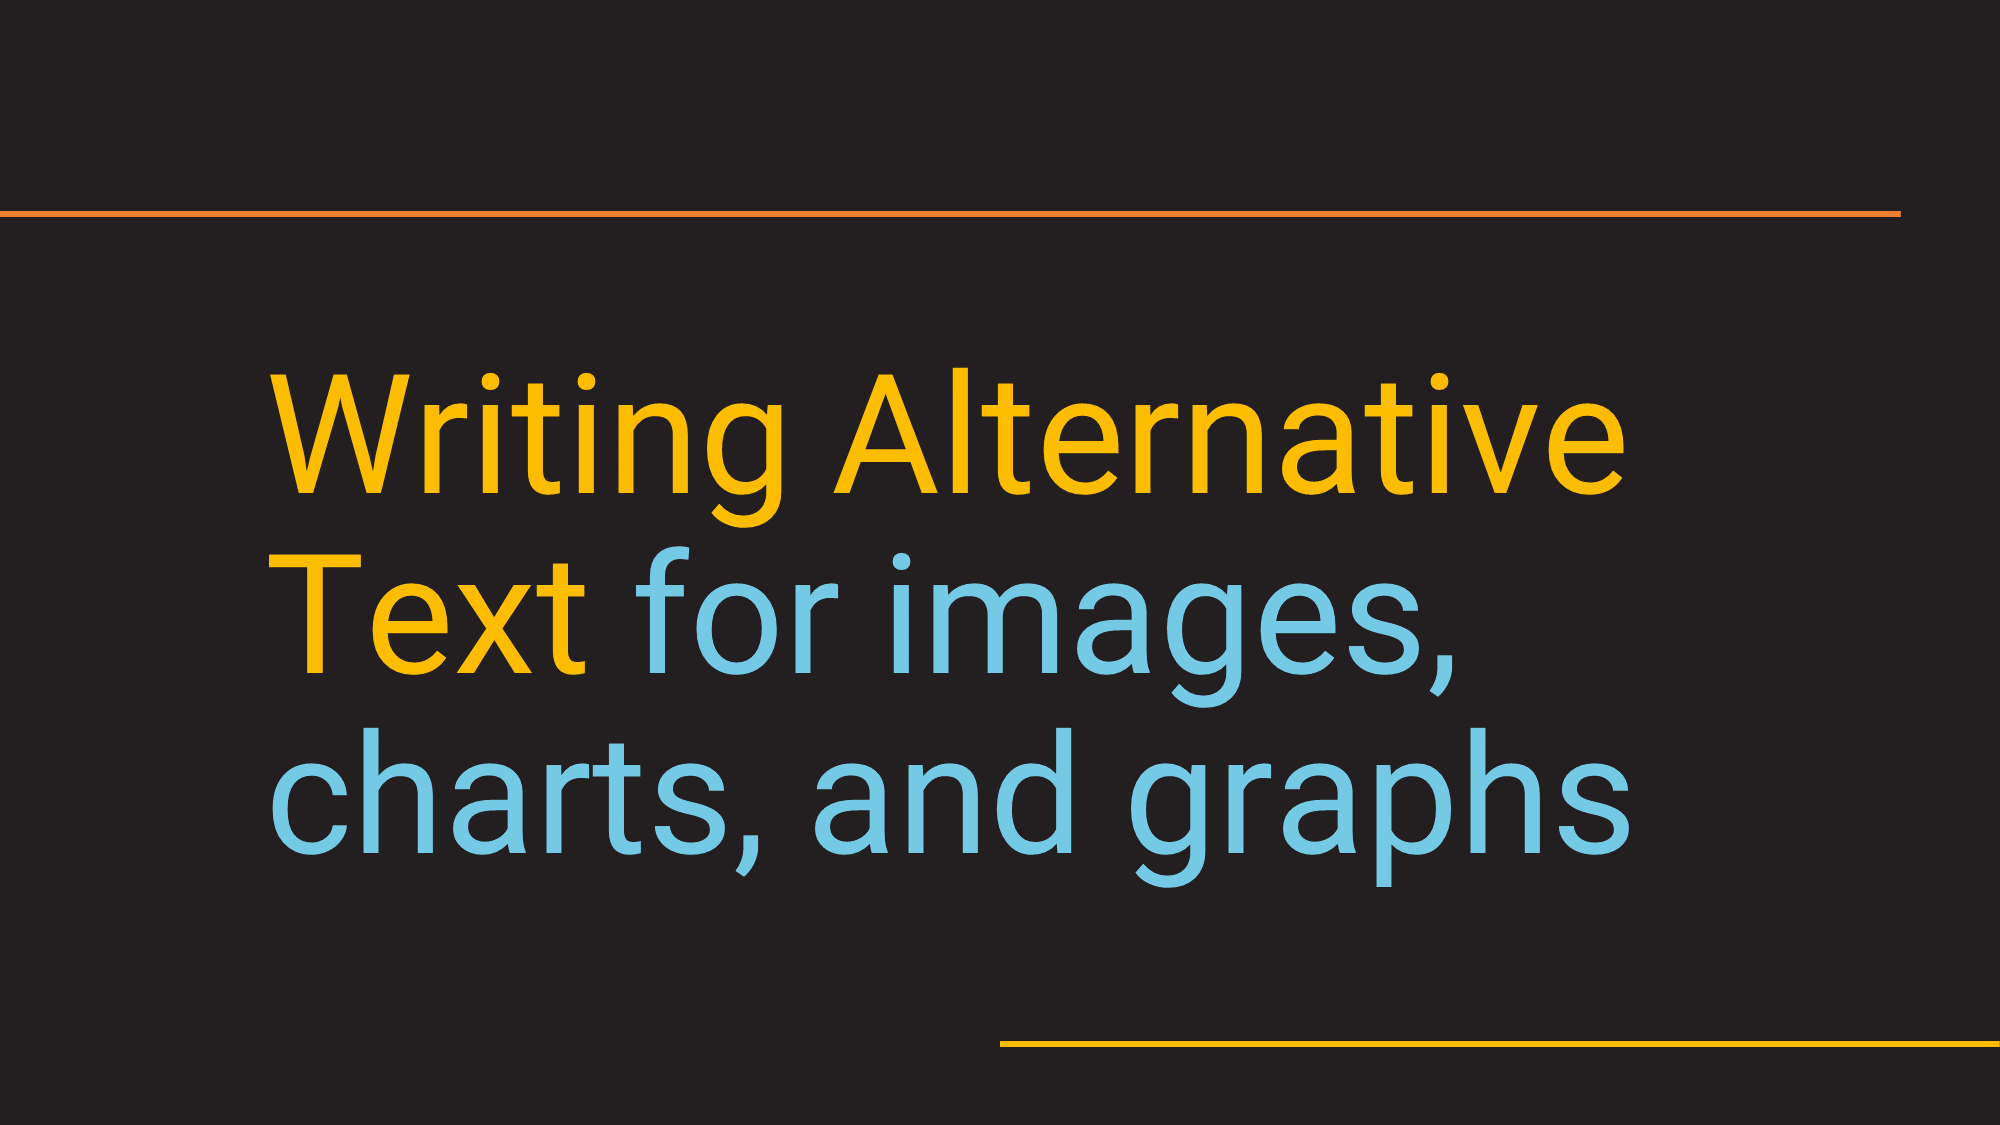 Writing Alternative
Text for images,
charts, and graphs